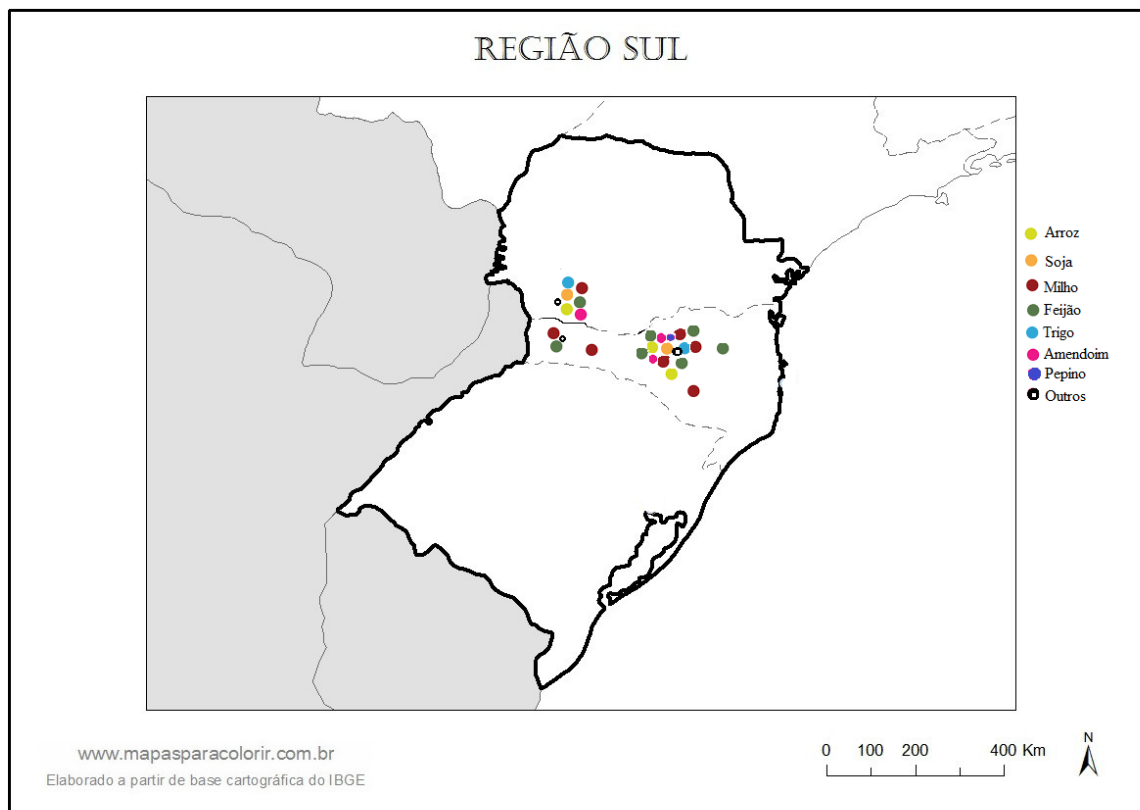 REGIÃO SUL
Arroz
Soja
Milho
Feijão
Trigo
Amendoim
Pepino
Outros
www.mapasparacolorir.com.br
Elaborado a partir de base cartográfica do IBGE
0 100 200 400 Km
N